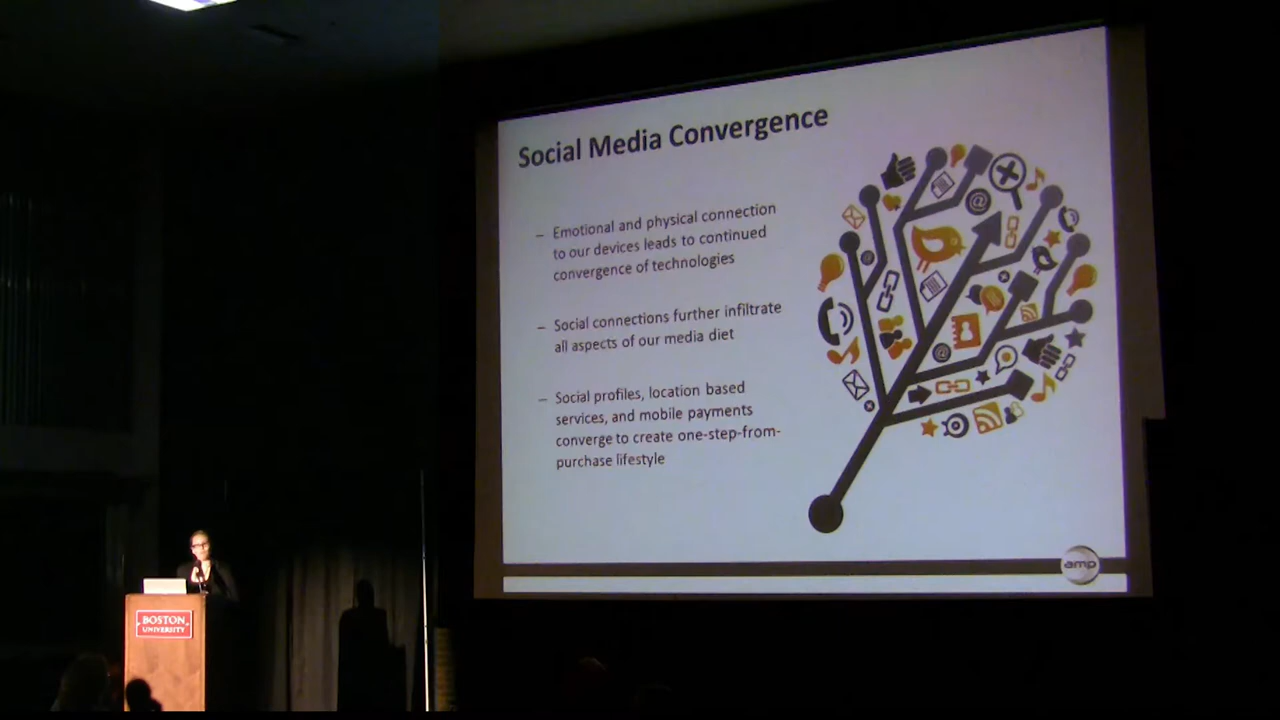 Social Media Convergence
– Emotional and physical connection
to our devices leads to continued
convergence of technologies
– Social connections further infiltrate
all aspects of our media diet
– Social profiles, location based
services, and mobile payments
converge to create one-step-from-
purchase lifestyle
@
@
@
amp
BOSTON
UNIVERSITY